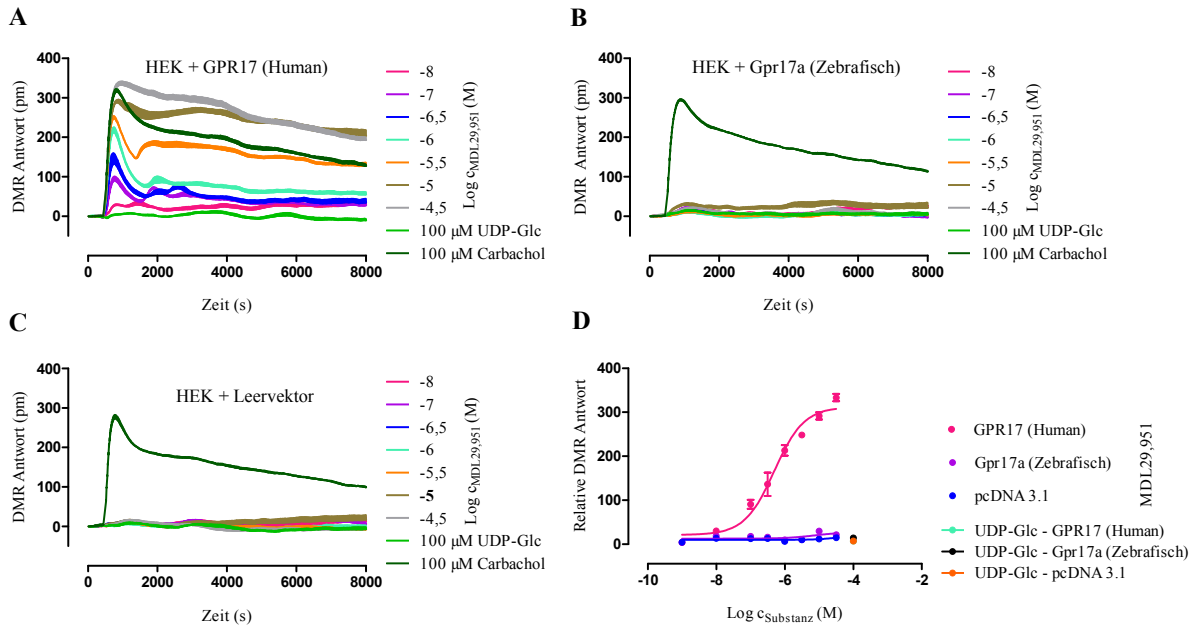 A
HEK + GPR17 (Human)
DMR Antwort (pm)
400
300
200
100
0
0
2000
4000
6000
8000
Zeit (s)
-8
-7
-6,5
-6
-5,5
-5
-4,5
100 µM UDP-Glc
100 µM Carbachol
Log cMDL29,951 (M)
B
HEK + Gpr17a (Zebrafisch)
DMR Antwort (pm)
400
300
200
100
0
0
2000
4000
6000
8000
Zeit (s)
-8
-7
-6,5
-6
-5,5
-5
-4,5
100 µM UDP-Glc
100 µM Carbachol
Log cMDL29,951 (M)
C
HEK + Leervektor
DMR Antwort (pm)
400
300
200
100
0
0
2000
4000
6000
8000
Zeit (s)
-8
-7
-6,5
-6
-5,5
-5
-4,5
100 µM UDP-Glc
100 µM Carbachol
Log cMDL29,951 (M)
D
Relative DMR Antwort
400
300
200
100
0
-10
-8
-6
-4
-2
Log cSubstanz (M)
GPR17 (Human)
Gpr17a (Zebrafisch)
pcDNA 3.1
MDL29,951
UDP-Glc - GPR17 (Human)
UDP-Glc - Gpr17a (Zebrafisch)
UDP-Glc - pcDNA 3.1